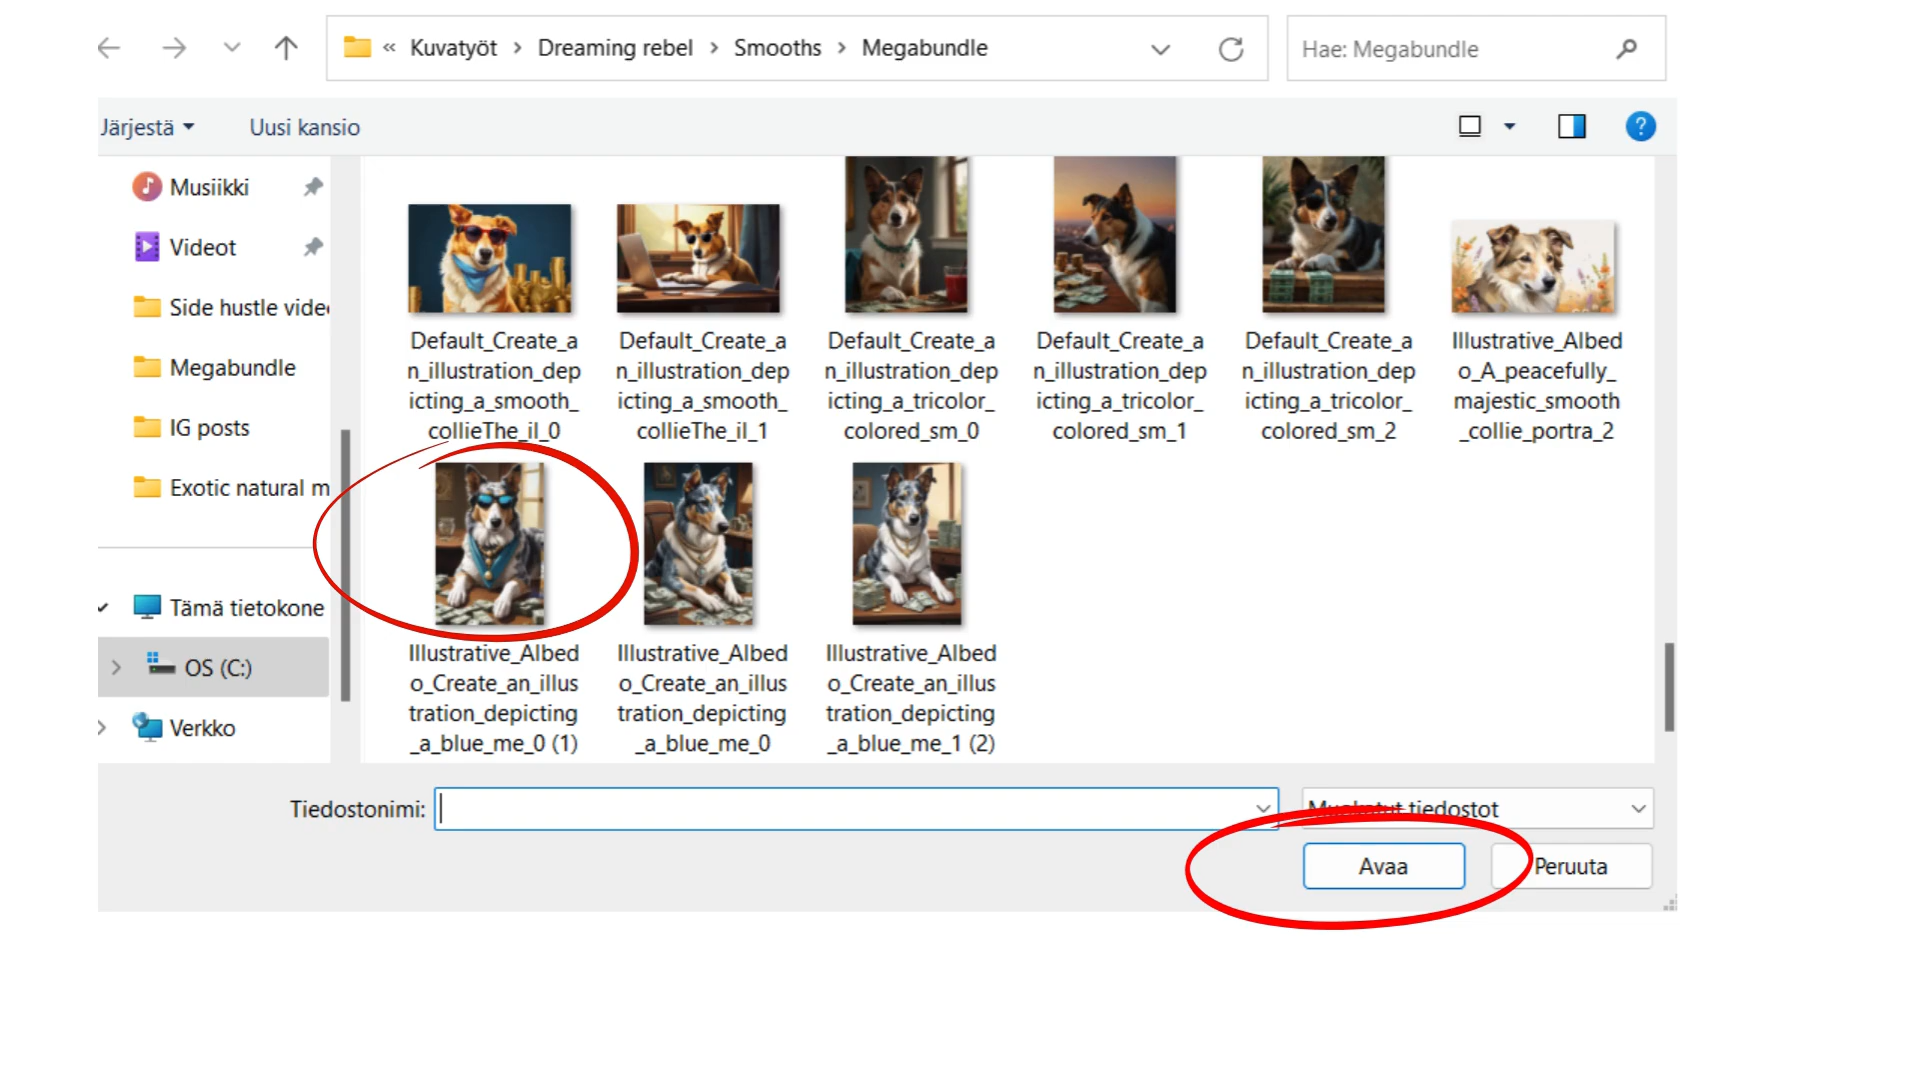 « Kuvatyöt > Dreaming rebel > Smooths > Megabundle
Hae: Megabundle
Järjestä
Uusi kansio
?
Musiikki
Videot
Side hustle vide
Megabundle
IG posts
Exotic natural m
Tämä tietokone
OS (C:)
Verkko
Default_Create_a
n_illustration_dep
icting_a_smooth_
collieThe_il_0
Default_Create_a
n_illustration_dep
icting_a_smooth_
collieThe_il_1
Default_Create_a
n_illustration_dep
icting_a_tricolor_
colored_sm_0
Default_Create_a
n_illustration_dep
icting_a_tricolor_
colored_sm_1
Default_Create_a
n_illustration_dep
icting_a_tricolor_
colored_sm_2
Illustrative_Albed
o_A_peacefully_
majestic_smooth
_collie_portra_2
Illustrative_Albed
o_Create_an_illus
tration_depicting
_a_blue_me_0 (1)
Illustrative_Albed
o_Create_an_illus
tration_depicting
_a_blue_me_0
Illustrative_Albed
o_Create_an_illus
tration_depicting
_a_blue_me_1 (2)
Tiedostonimi:
tiedostot
Avaa
Peruuta